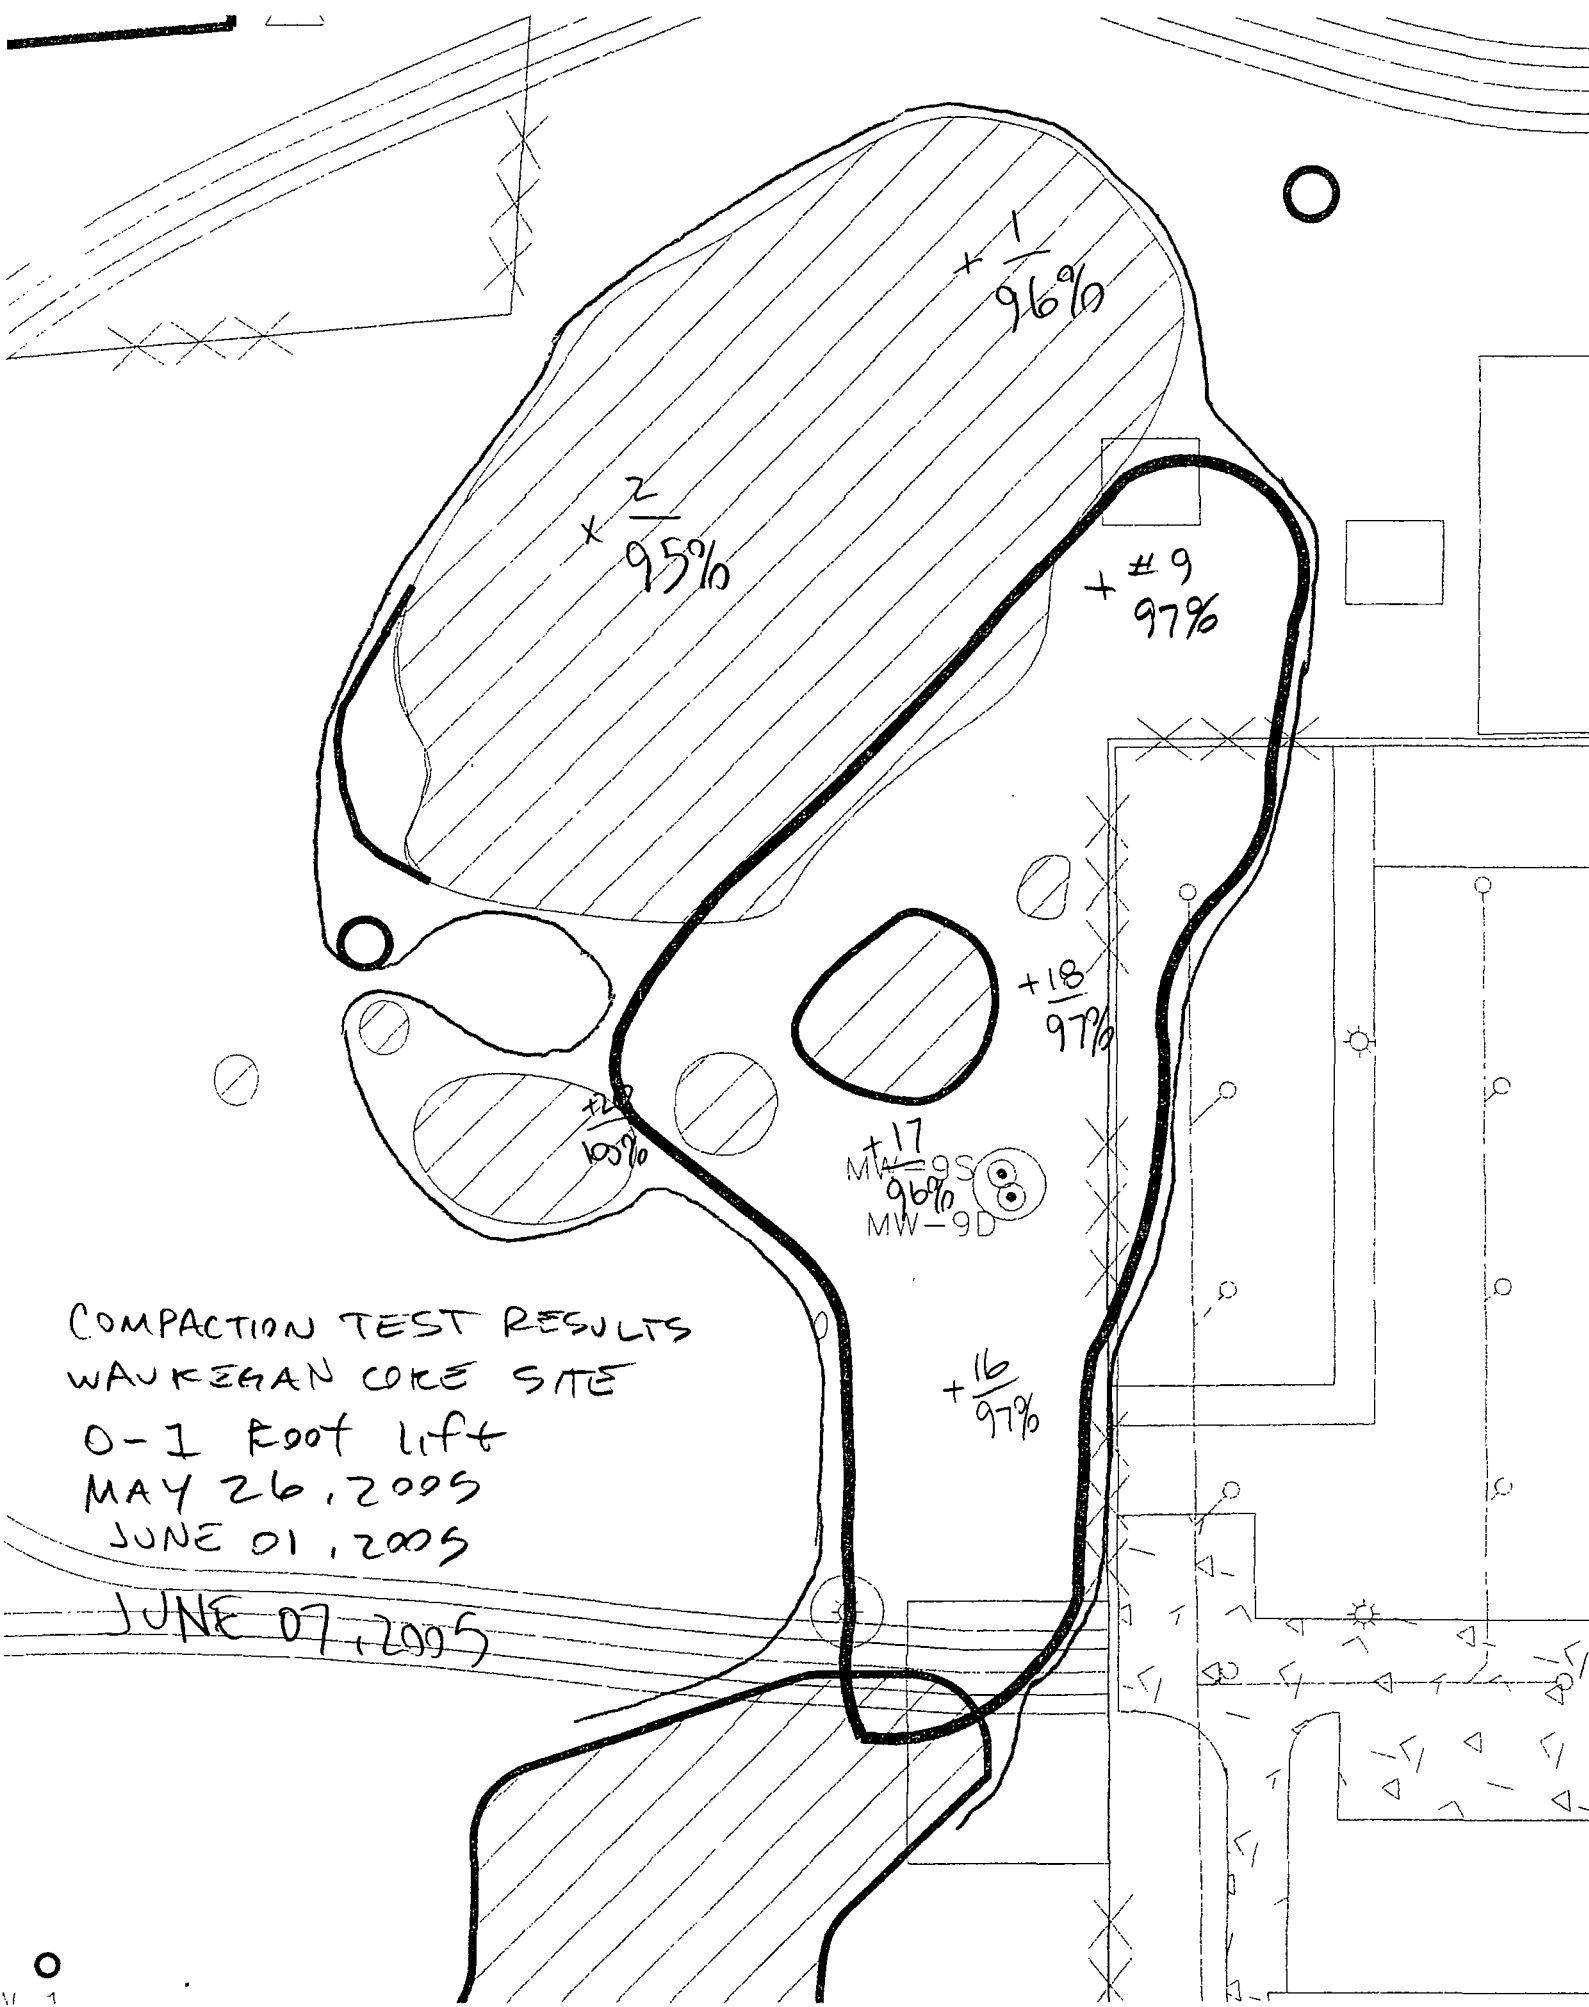 + 1
96%
x 2
95%
+ # 9
97%
+18
97%
100%
+17
MW-9S
96%
MW-9D
+ 16
97%
COMPACTION TEST RESULTS
WAUKEGAN COKE SITE
0-1 Foot lift
MAY 26, 2005
JUNE 01, 2005
JUNE 07, 2005